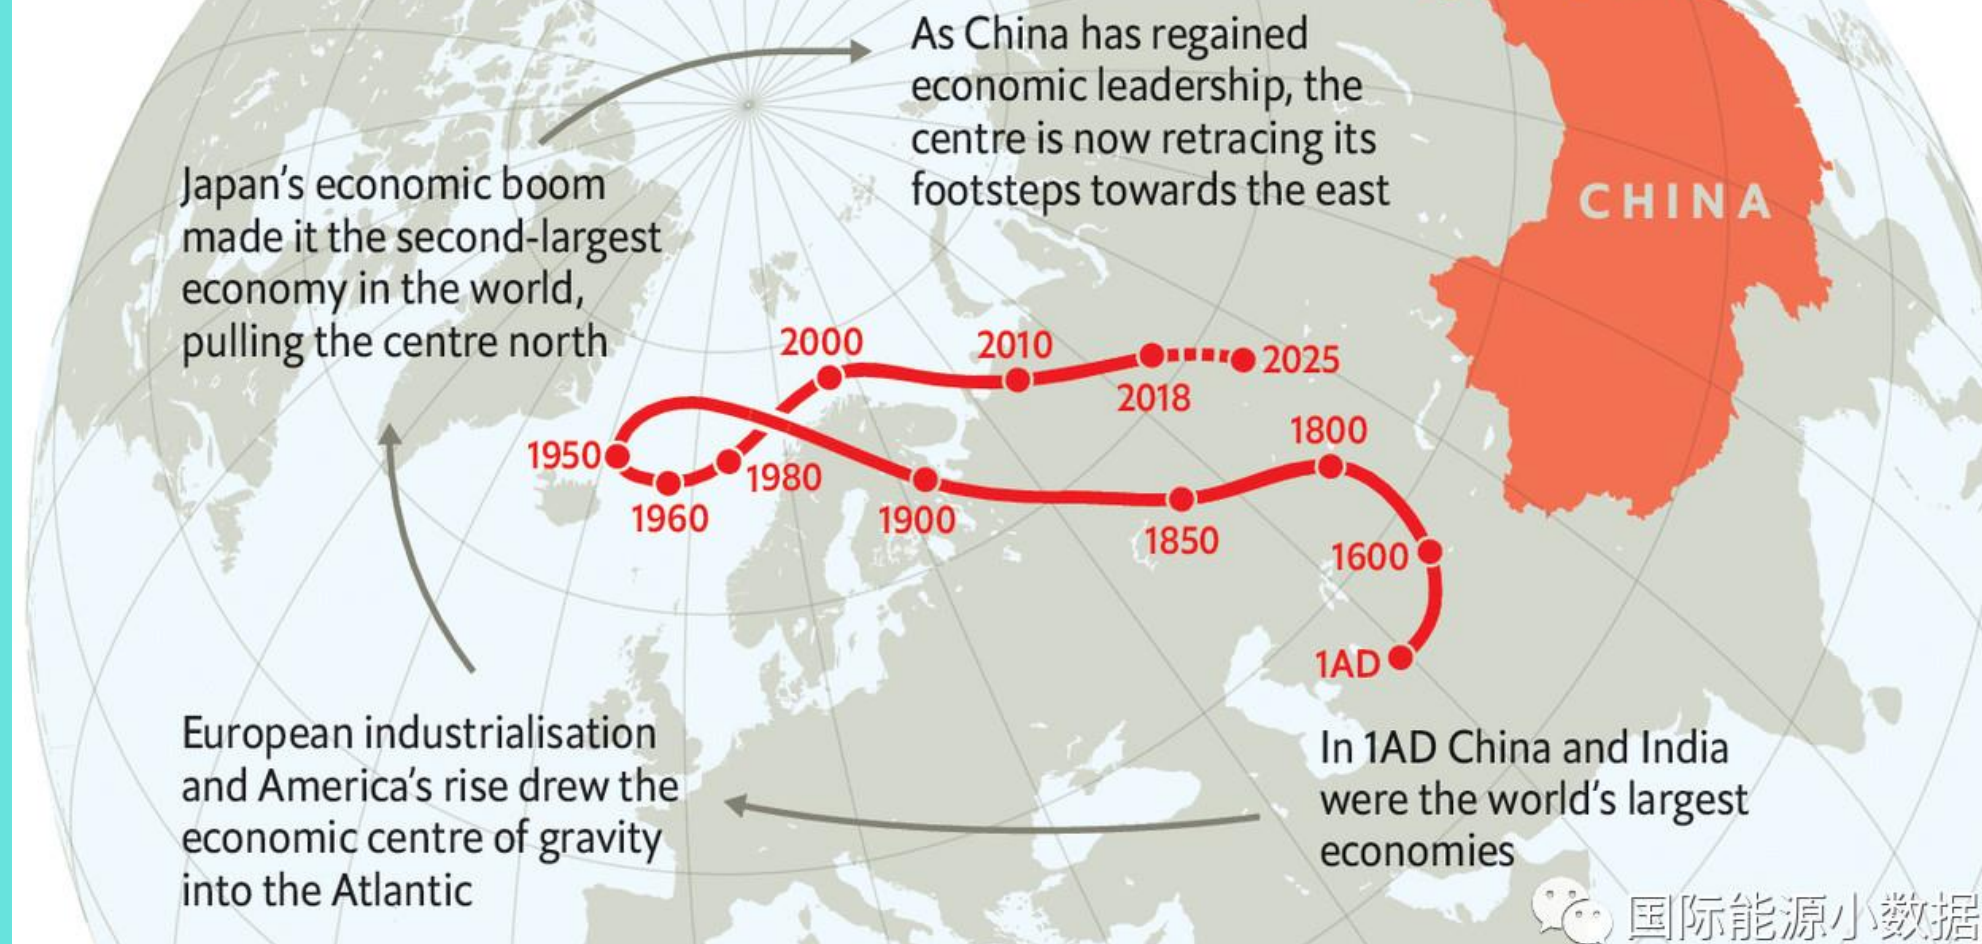 As China has regained
economic leadership, the
centre is now retracing its
footsteps towards the east
CHINA
Japan's economic boom
made it the second-largest
economy in the world,
pulling the centre north
2000
2010
2018
2025
1950
1960
1980
1900
1850
1800
1600
1AD
European industrialisation
and America's rise drew the
economic centre of gravity
into the Atlantic
In 1AD China and India
were the world's largest
economies
国际能源小数据